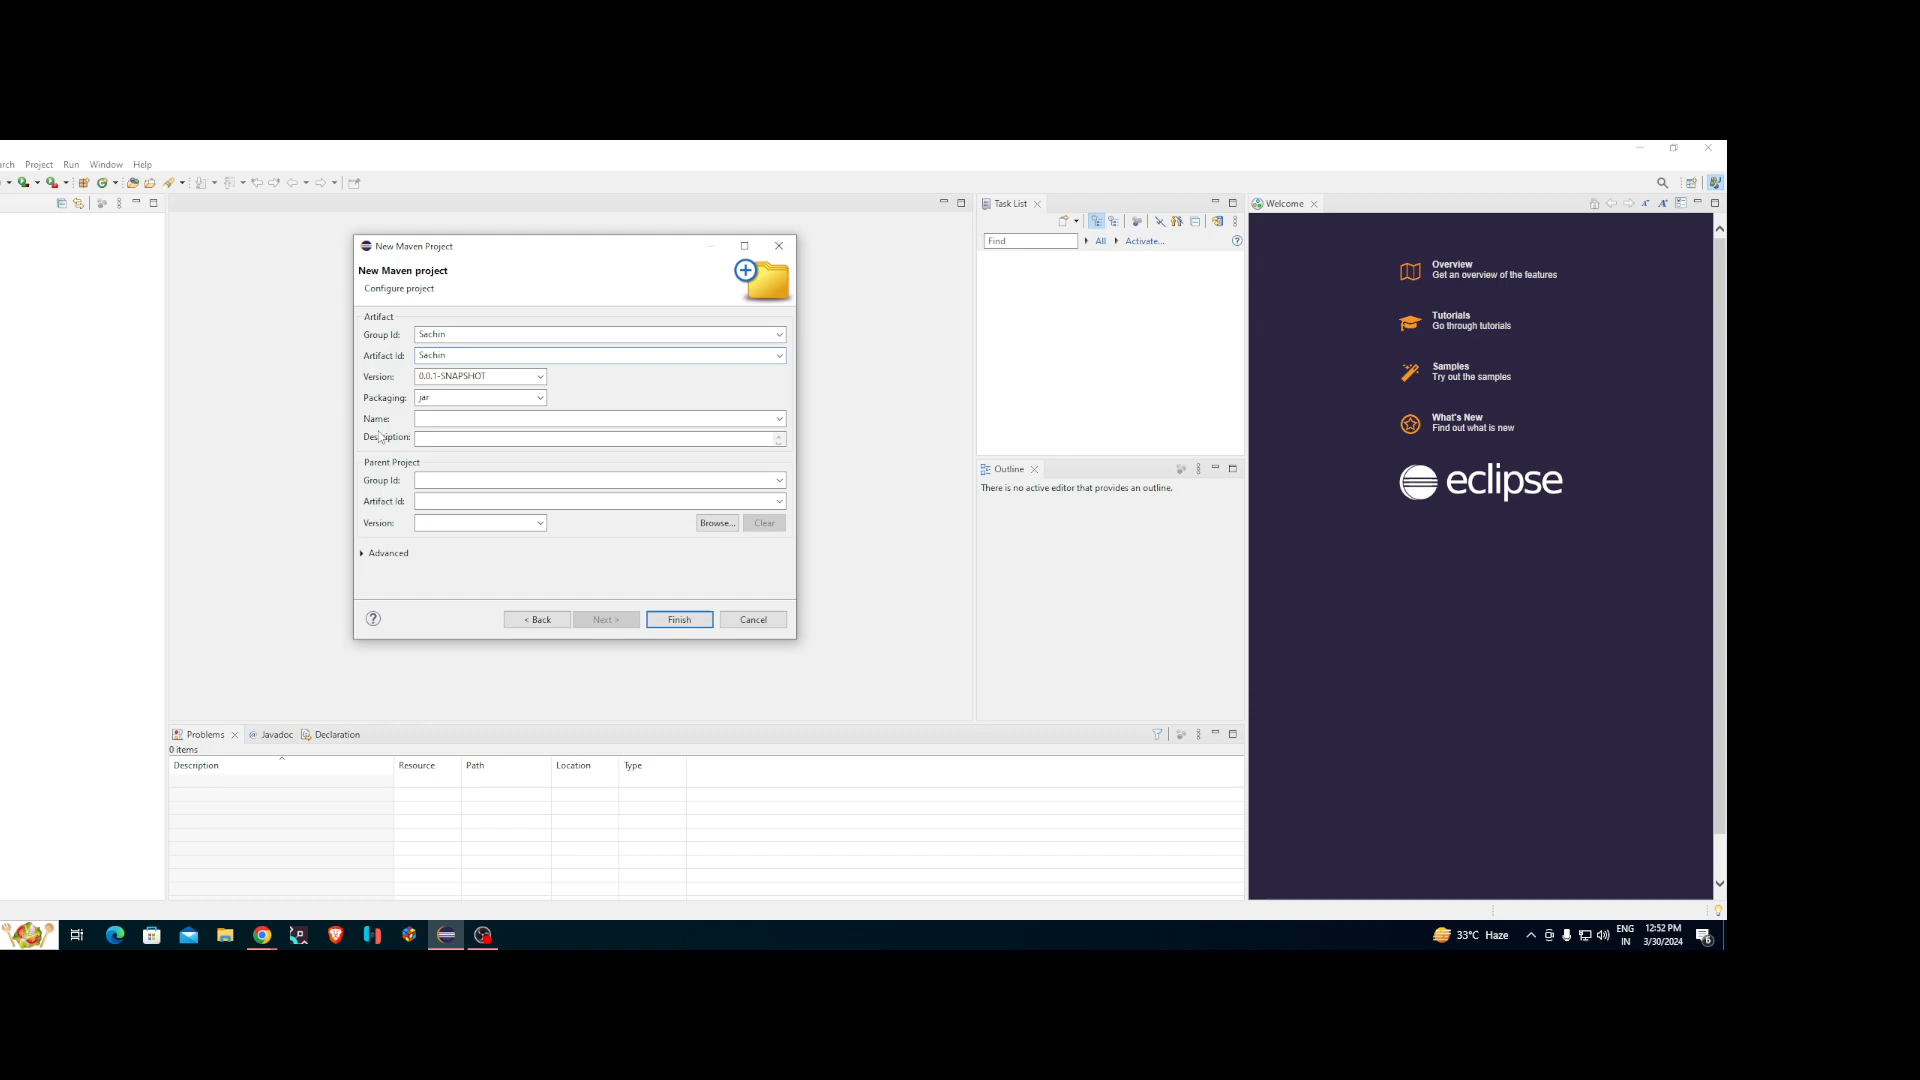 arch Project Run Window Help
Task List
Welcome
Find All Activate...
New Maven Project
New Maven project
Configure project
Artifact
Group Id: Sachin
Artifact Id: Sachin
Version: 0.0.1-SNAPSHOT
Packaging: jar
Name:
Description:
Parent Project
Group Id:
Artifact Id:
Version: Browse... Clear
Advanced
< Back Next > Finish Cancel
Outline
There is no active editor that provides an outline.
Overview
Get an overview of the features
Tutorials
Go through tutorials
Samples
Try out the samples
What's New
Find out what is new
eclipse
Problems Javadoc Declaration
0 items
Description Resource Path Location Type
33°C Haze
ENG
IN
12:52 PM
3/30/2024
6